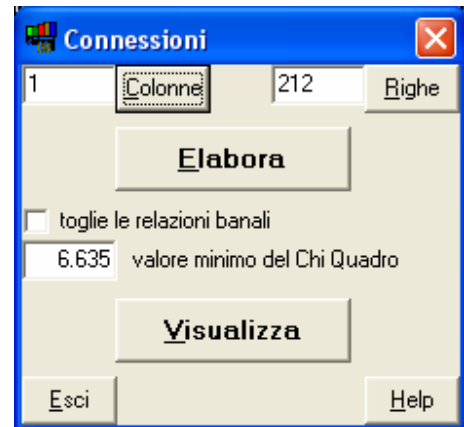 Connessioni
1 Colonne 212 Righe
Elabora
toglie le relazioni banali
6.635 valore minimo del Chi Quadro
Visualizza
Esci Help